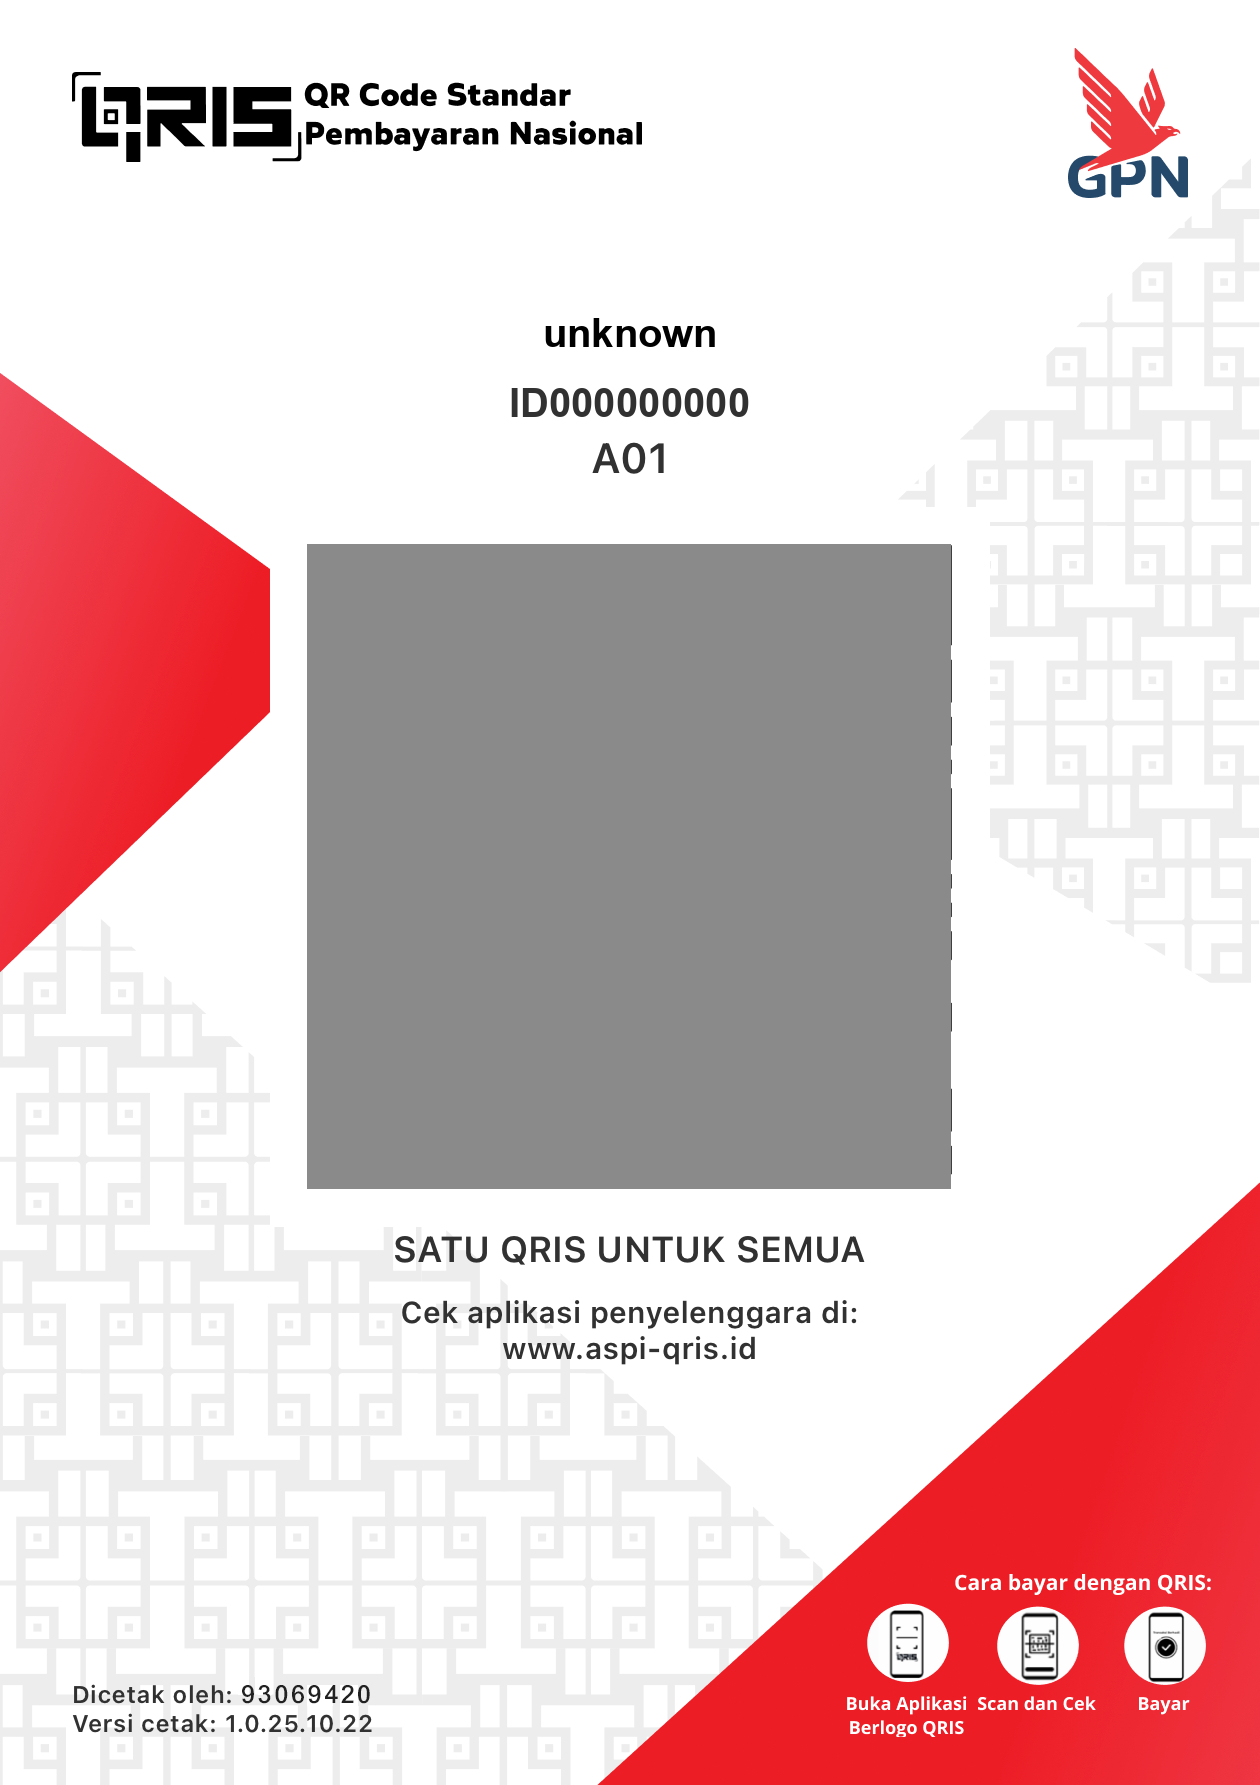 QRIS QR Code Standar
Pembayaran Nasional
GPN
unknown
ID000000000
A01
SATU QRIS UNTUK SEMUA
Cek aplikasi penyelenggara di:
www.aspi-qris.id
Cara bayar dengan QRIS:
QRIS
Buka Aplikasi
Berlogo QRIS
Scan dan Cek
Bayar
Dicetak oleh: 93069420
Versi cetak: 1.0.25.10.22